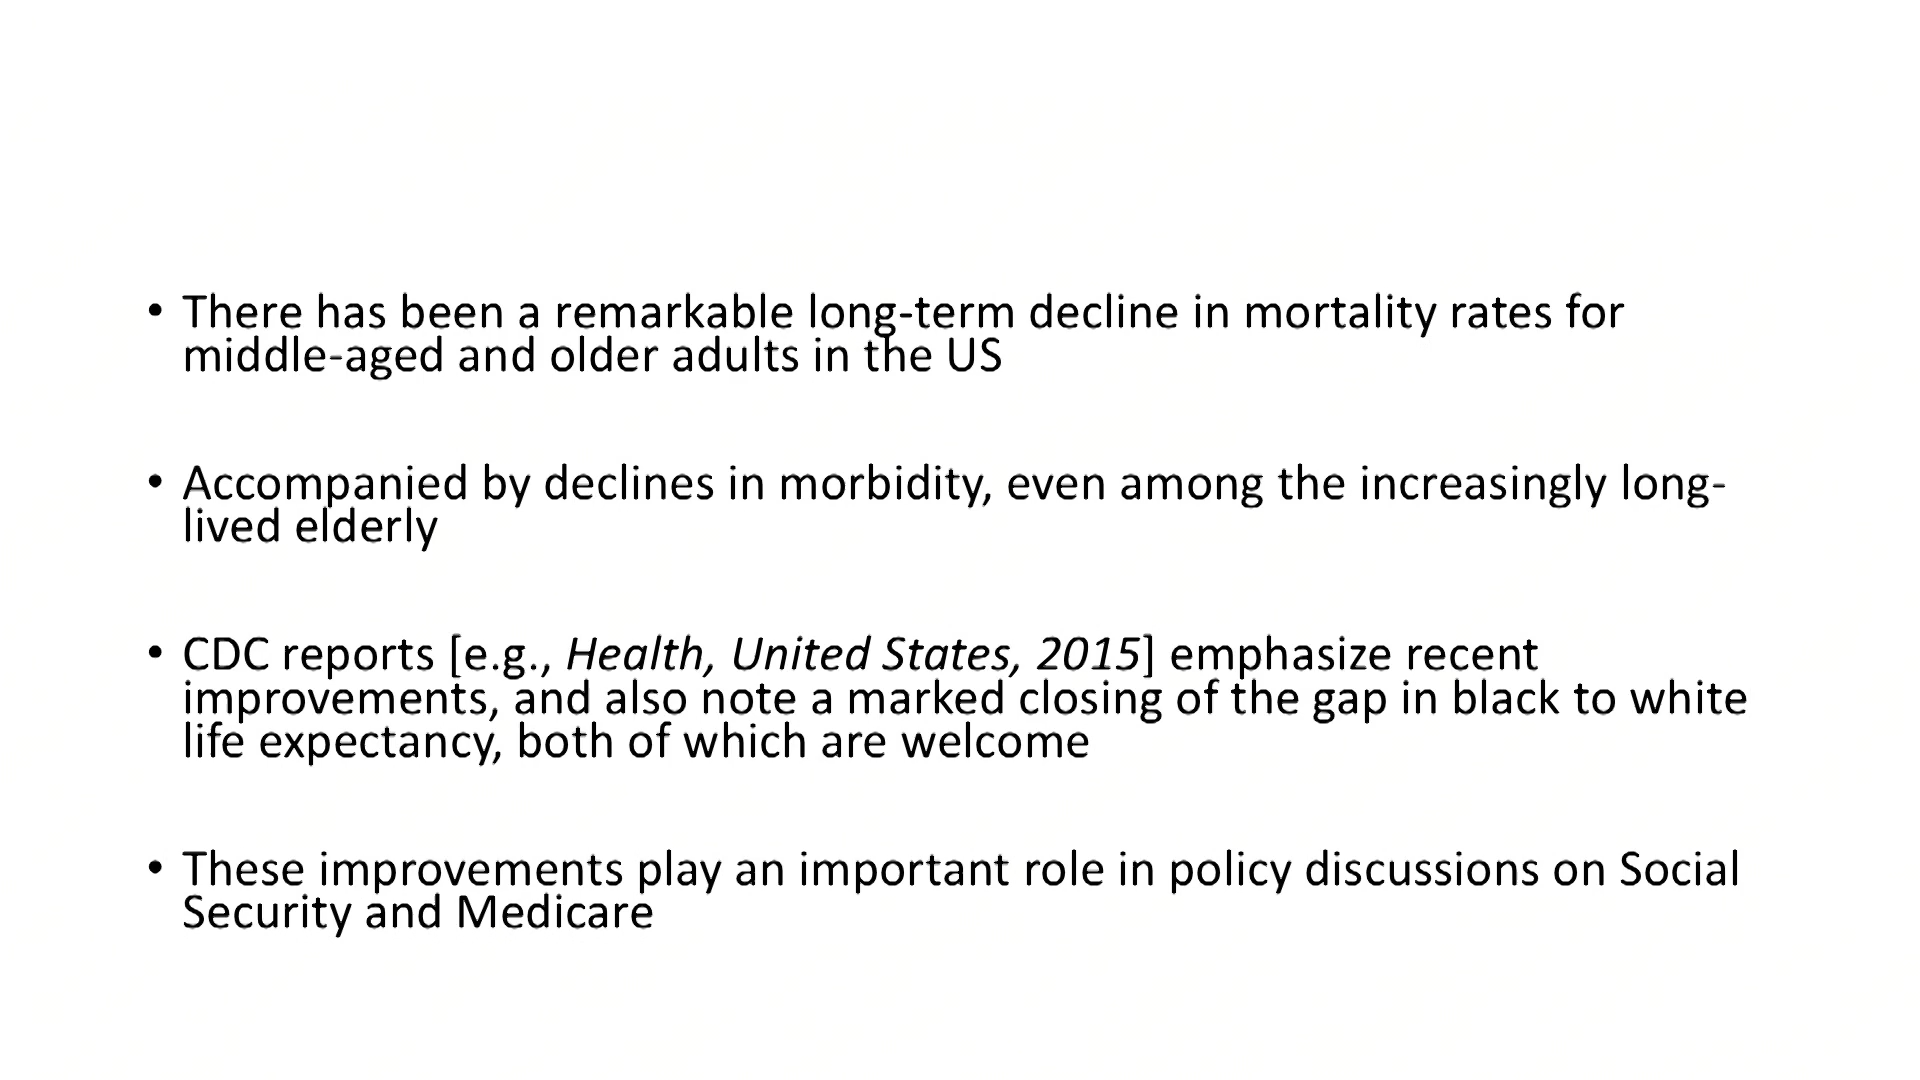 • There has been a remarkable long-term decline in mortality rates for
middle-aged and older adults in the US
• Accompanied by declines in morbidity, even among the increasingly long-
lived elderly
• CDC reports [e.g., Health, United States, 2015] emphasize recent
improvements, and also note a marked closing of the gap in black to white
life expectancy, both of which are welcome
• These improvements play an important role in policy discussions on Social
Security and Medicare